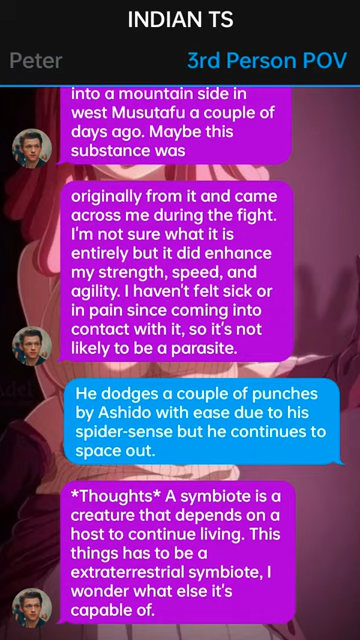 INDIAN TS
Peter
3rd Person POV
into a mountain side in
west Musutafu a couple of
days ago. Maybe this
substance was
originally from it and came
across me during the fight.
I'm not sure what it is
entirely but it did enhance
my strength, speed, and
agility. I haven't felt sick or
in pain since coming into
contact with it, so it's not
likely to be a parasite.
He dodges a couple of punches
by Ashido with ease due to his
spider-sense but he continues to
space out.
*Thoughts* A symbiote is a
creature that depends on a
host to continue living. This
things has to be a
extraterrestrial symbiote, I
wonder what else it's
capable of.